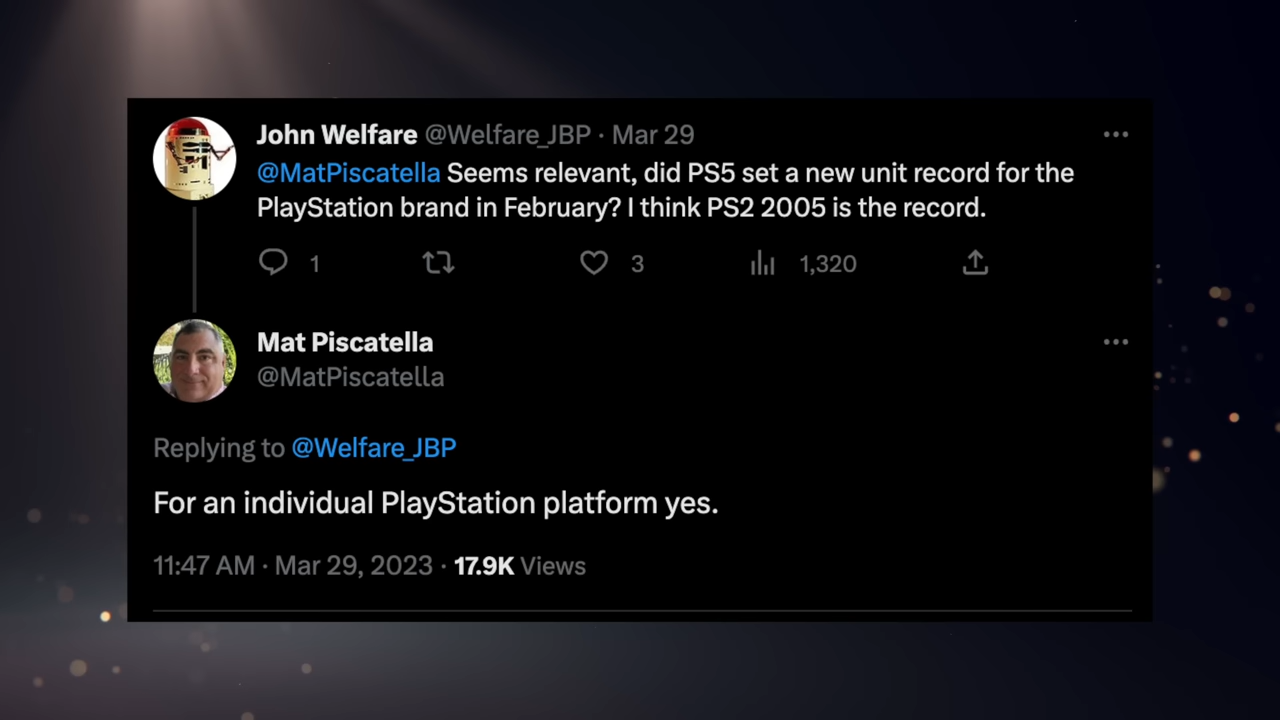 John Welfare @Welfare_JBP · Mar 29
@MatPiscatella Seems relevant, did PS5 set a new unit record for the
PlayStation brand in February? I think PS2 2005 is the record.
1 3 1,320
Mat Piscatella
@MatPiscatella
Replying to @Welfare_JBP
For an individual PlayStation platform yes.
11:47 AM · Mar 29, 2023 · 17.9K Views